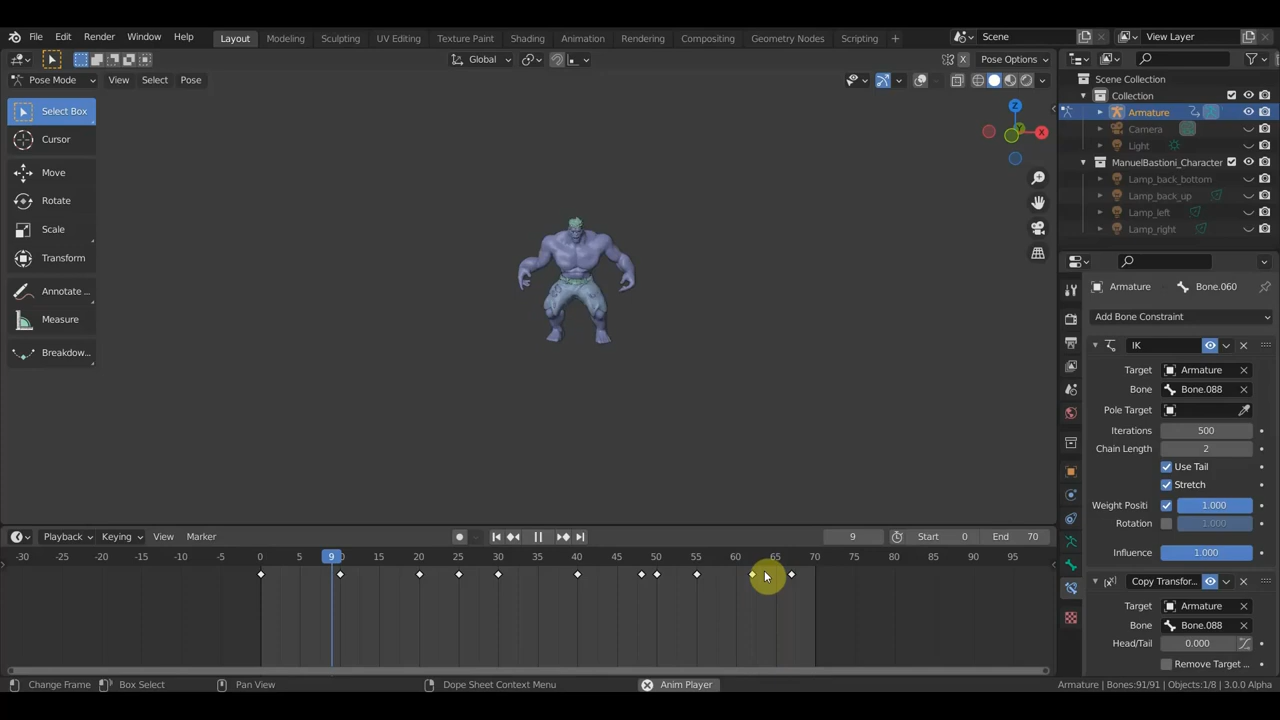 File Edit Render Window Help Layout Modeling Sculpting UV Editing Texture Paint Shading Animation Rendering Compositing Geometry Nodes Scripting + Scene View Layer
Global Pose Options
Pose Mode View Select Pose
Scene Collection
Collection
Select Box
Armature
Camera
Cursor
Light
ManuelBastioni_Character
Move
Lamp_back_bottom
Lamp_back_up
Rotate
Lamp_left
Scale
Lamp_right
Transform
Annotate ...
Armature Bone.060
Measure
Add Bone Constraint
Breakdow...
IK
Target Armature
Bone Bone.088
Pole Target
Iterations 500
Chain Length 2
Use Tail
Stretch
Weight Positi 1.000
Rotation 1.000
Influence 1.000
Playback Keying View Marker 9 Start 0 End 70
-30 -25 -20 -15 -10 -5 0 5 9 10 15 20 25 30 35 40 45 50 55 60 65 70 75 80 85 90 95
Copy Transfor...
Target Armature
Bone Bone.088
Head/Tail 0.000
Remove Target ...
Change Frame Box Select Pan View Dope Sheet Context Menu Anim Player Armature | Bones:91/91 | Objects:1/8 | 3.0.0 Alpha
X
Y
Z